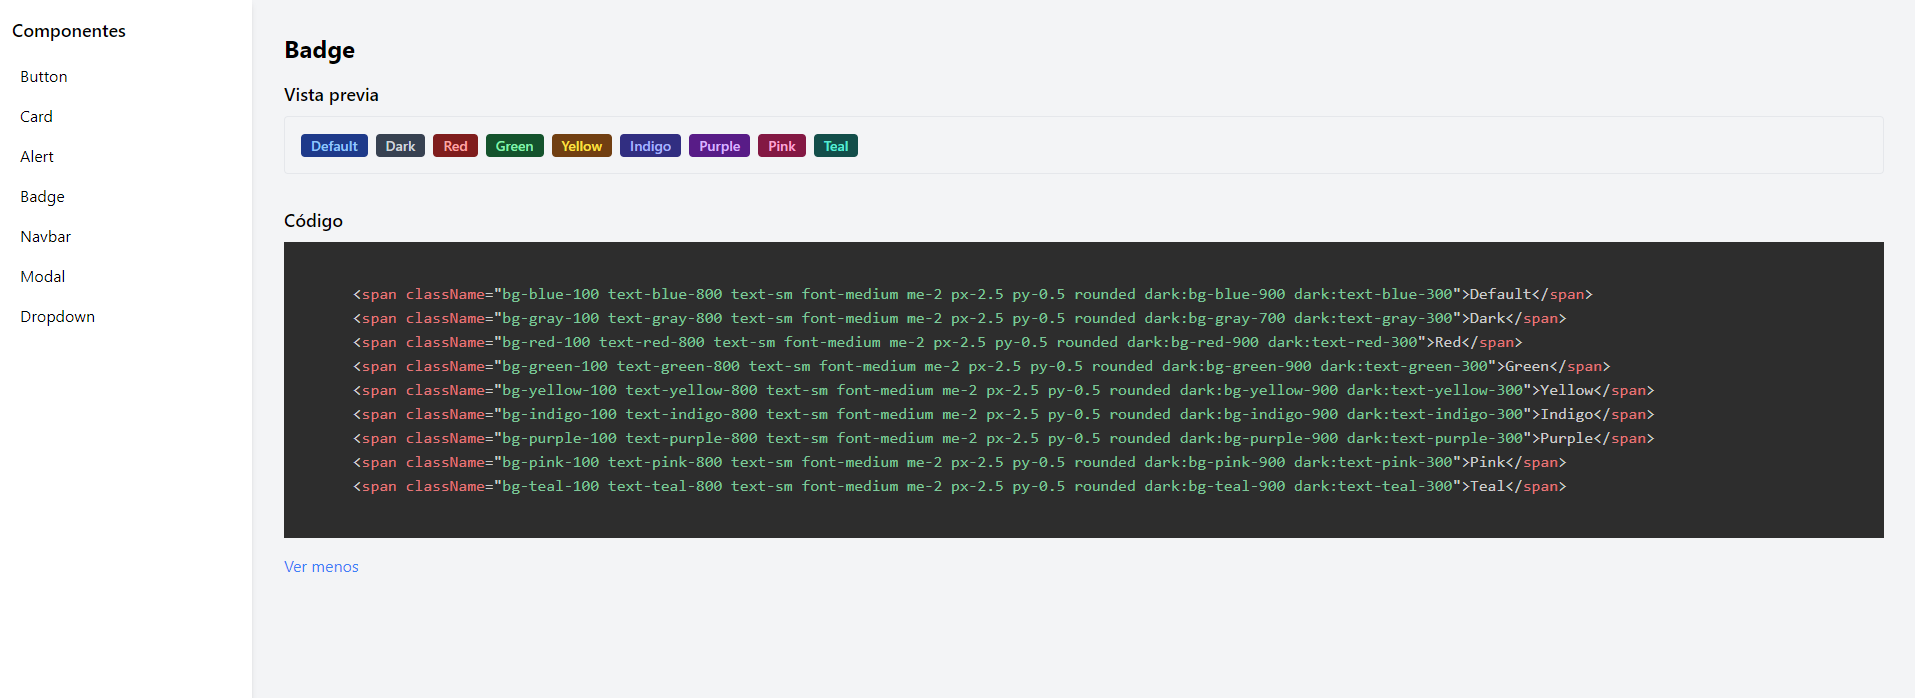 Componentes
Button
Card
Alert
Badge
Navbar
Modal
Dropdown
Badge
Vista previa
Default Dark Red Green Yellow Indigo Purple Pink Teal
Código
<span className="bg-blue-100 text-blue-800 text-sm font-medium me-2 px-2.5 py-0.5 rounded dark:bg-blue-900 dark:text-blue-300">Default</span>
<span className="bg-gray-100 text-gray-800 text-sm font-medium me-2 px-2.5 py-0.5 rounded dark:bg-gray-700 dark:text-gray-300">Dark</span>
<span className="bg-red-100 text-red-800 text-sm font-medium me-2 px-2.5 py-0.5 rounded dark:bg-red-900 dark:text-red-300">Red</span>
<span className="bg-green-100 text-green-800 text-sm font-medium me-2 px-2.5 py-0.5 rounded dark:bg-green-900 dark:text-green-300">Green</span>
<span className="bg-yellow-100 text-yellow-800 text-sm font-medium me-2 px-2.5 py-0.5 rounded dark:bg-yellow-900 dark:text-yellow-300">Yellow</span>
<span className="bg-indigo-100 text-indigo-800 text-sm font-medium me-2 px-2.5 py-0.5 rounded dark:bg-indigo-900 dark:text-indigo-300">Indigo</span>
<span className="bg-purple-100 text-purple-800 text-sm font-medium me-2 px-2.5 py-0.5 rounded dark:bg-purple-900 dark:text-purple-300">Purple</span>
<span className="bg-pink-100 text-pink-800 text-sm font-medium me-2 px-2.5 py-0.5 rounded dark:bg-pink-900 dark:text-pink-300">Pink</span>
<span className="bg-teal-100 text-teal-800 text-sm font-medium me-2 px-2.5 py-0.5 rounded dark:bg-teal-900 dark:text-teal-300">Teal</span>
Ver menos